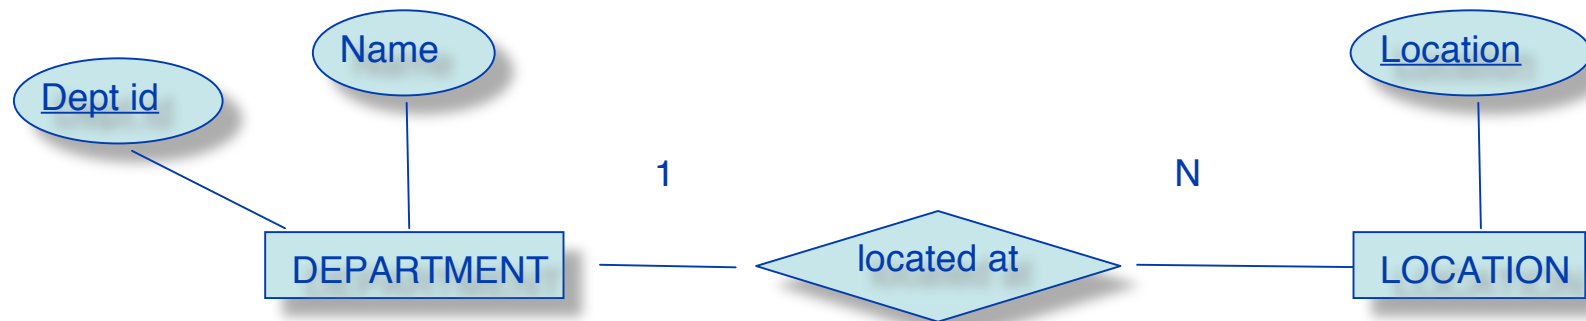 Name
Location
Dept id
1
N
located at
DEPARTMENT
LOCATION